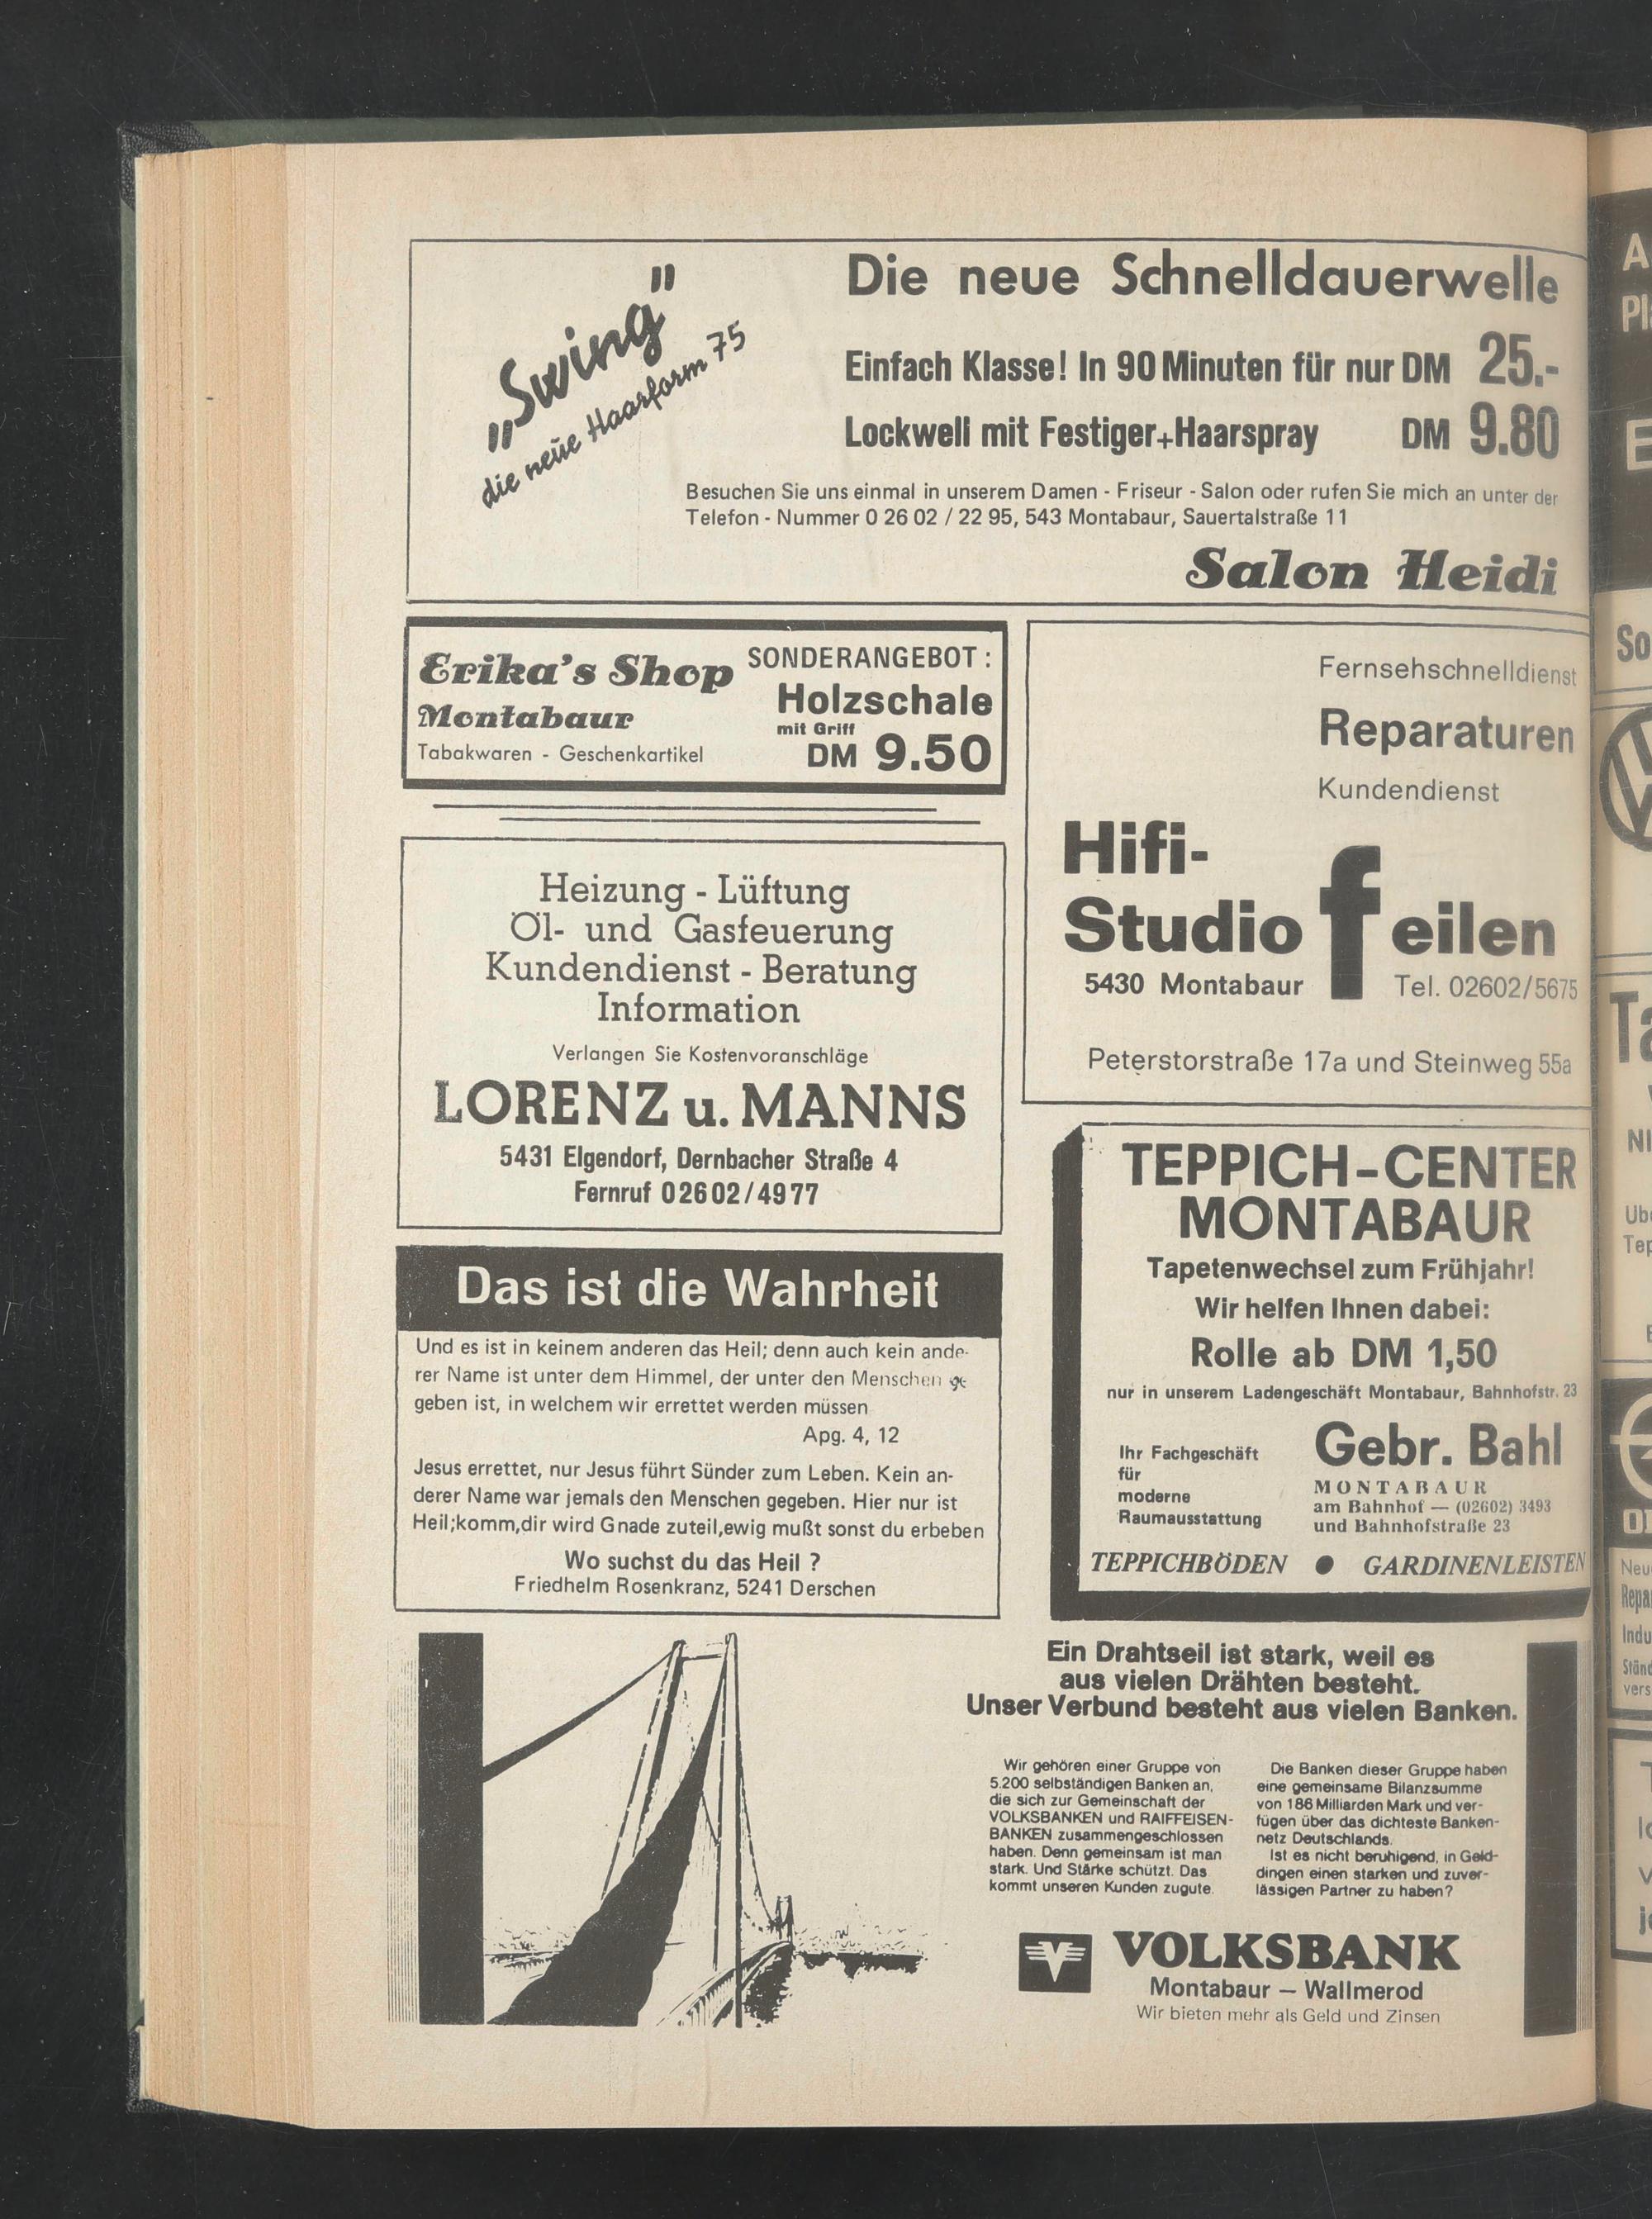 „Swing"
die neue Haarform 75
Die neue Schnelldauerwelle
Einfach Klasse! In 90 Minuten für nur DM 25.-
Lockwell mit Festiger+Haarspray DM 9.80
Besuchen Sie uns einmal in unserem Damen - Friseur - Salon oder rufen Sie mich an unter der
Telefon - Nummer 0 26 02 / 22 95, 543 Montabaur, Sauertalstraße 11
Salon Heidi
Erika's Shop
Montabaur
Tabakwaren - Geschenkartikel
SONDERANGEBOT :
Holzschale
mit Griff
DM 9.50
Fernsehschnelldienst
Reparaturen
Kundendienst
Hifi-
Studio feilen
5430 Montabaur Tel. 02602/5675
Peterstorstraße 17a und Steinweg 55a
Heizung - Lüftung
Öl- und Gasfeuerung
Kundendienst - Beratung
Information
Verlangen Sie Kostenvoranschläge
LORENZ u. MANNS
5431 Elgendorf, Dernbacher Straße 4
Fernruf 02602/4977
TEPPICH-CENTER
MONTABAUR
Tapetenwechsel zum Frühjahr!
Wir helfen Ihnen dabei:
Rolle ab DM 1,50
nur in unserem Ladengeschäft Montabaur, Bahnhofstr. 23
Ihr Fachgeschäft
für
moderne
Raumausstattung
Gebr. Bahl
MONTABAUR
am Bahnhof — (02602) 3493
und Bahnhofstraße 23
TEPPICHBÖDEN ● GARDINENLEISTEN
Das ist die Wahrheit
Und es ist in keinem anderen das Heil; denn auch kein ande-
rer Name ist unter dem Himmel, der unter den Menschen ge
geben ist, in welchem wir errettet werden müssen
Apg. 4, 12
Jesus errettet, nur Jesus führt Sünder zum Leben. Kein an-
derer Name war jemals den Menschen gegeben. Hier nur ist
Heil;komm,dir wird Gnade zuteil,ewig mußt sonst du erbeben
Wo suchst du das Heil ?
Friedhelm Rosenkranz, 5241 Derschen
Ein Drahtseil ist stark, weil es
aus vielen Drähten besteht.
Unser Verbund besteht aus vielen Banken.
Wir gehören einer Gruppe von
5.200 selbständigen Banken an,
die sich zur Gemeinschaft der
VOLKSBANKEN und RAIFFEISEN-
BANKEN zusammengeschlossen
haben. Denn gemeinsam ist man
stark. Und Stärke schützt. Das
kommt unseren Kunden zugute.
Die Banken dieser Gruppe haben
eine gemeinsame Bilanzsumme
von 186 Milliarden Mark und ver-
fügen über das dichteste Banken-
netz Deutschlands.
Ist es nicht beruhigend, in Geld-
dingen einen starken und zuver-
lässigen Partner zu haben?
VOLKSBANK
Montabaur — Wallmerod
Wir bieten mehr als Geld und Zinsen